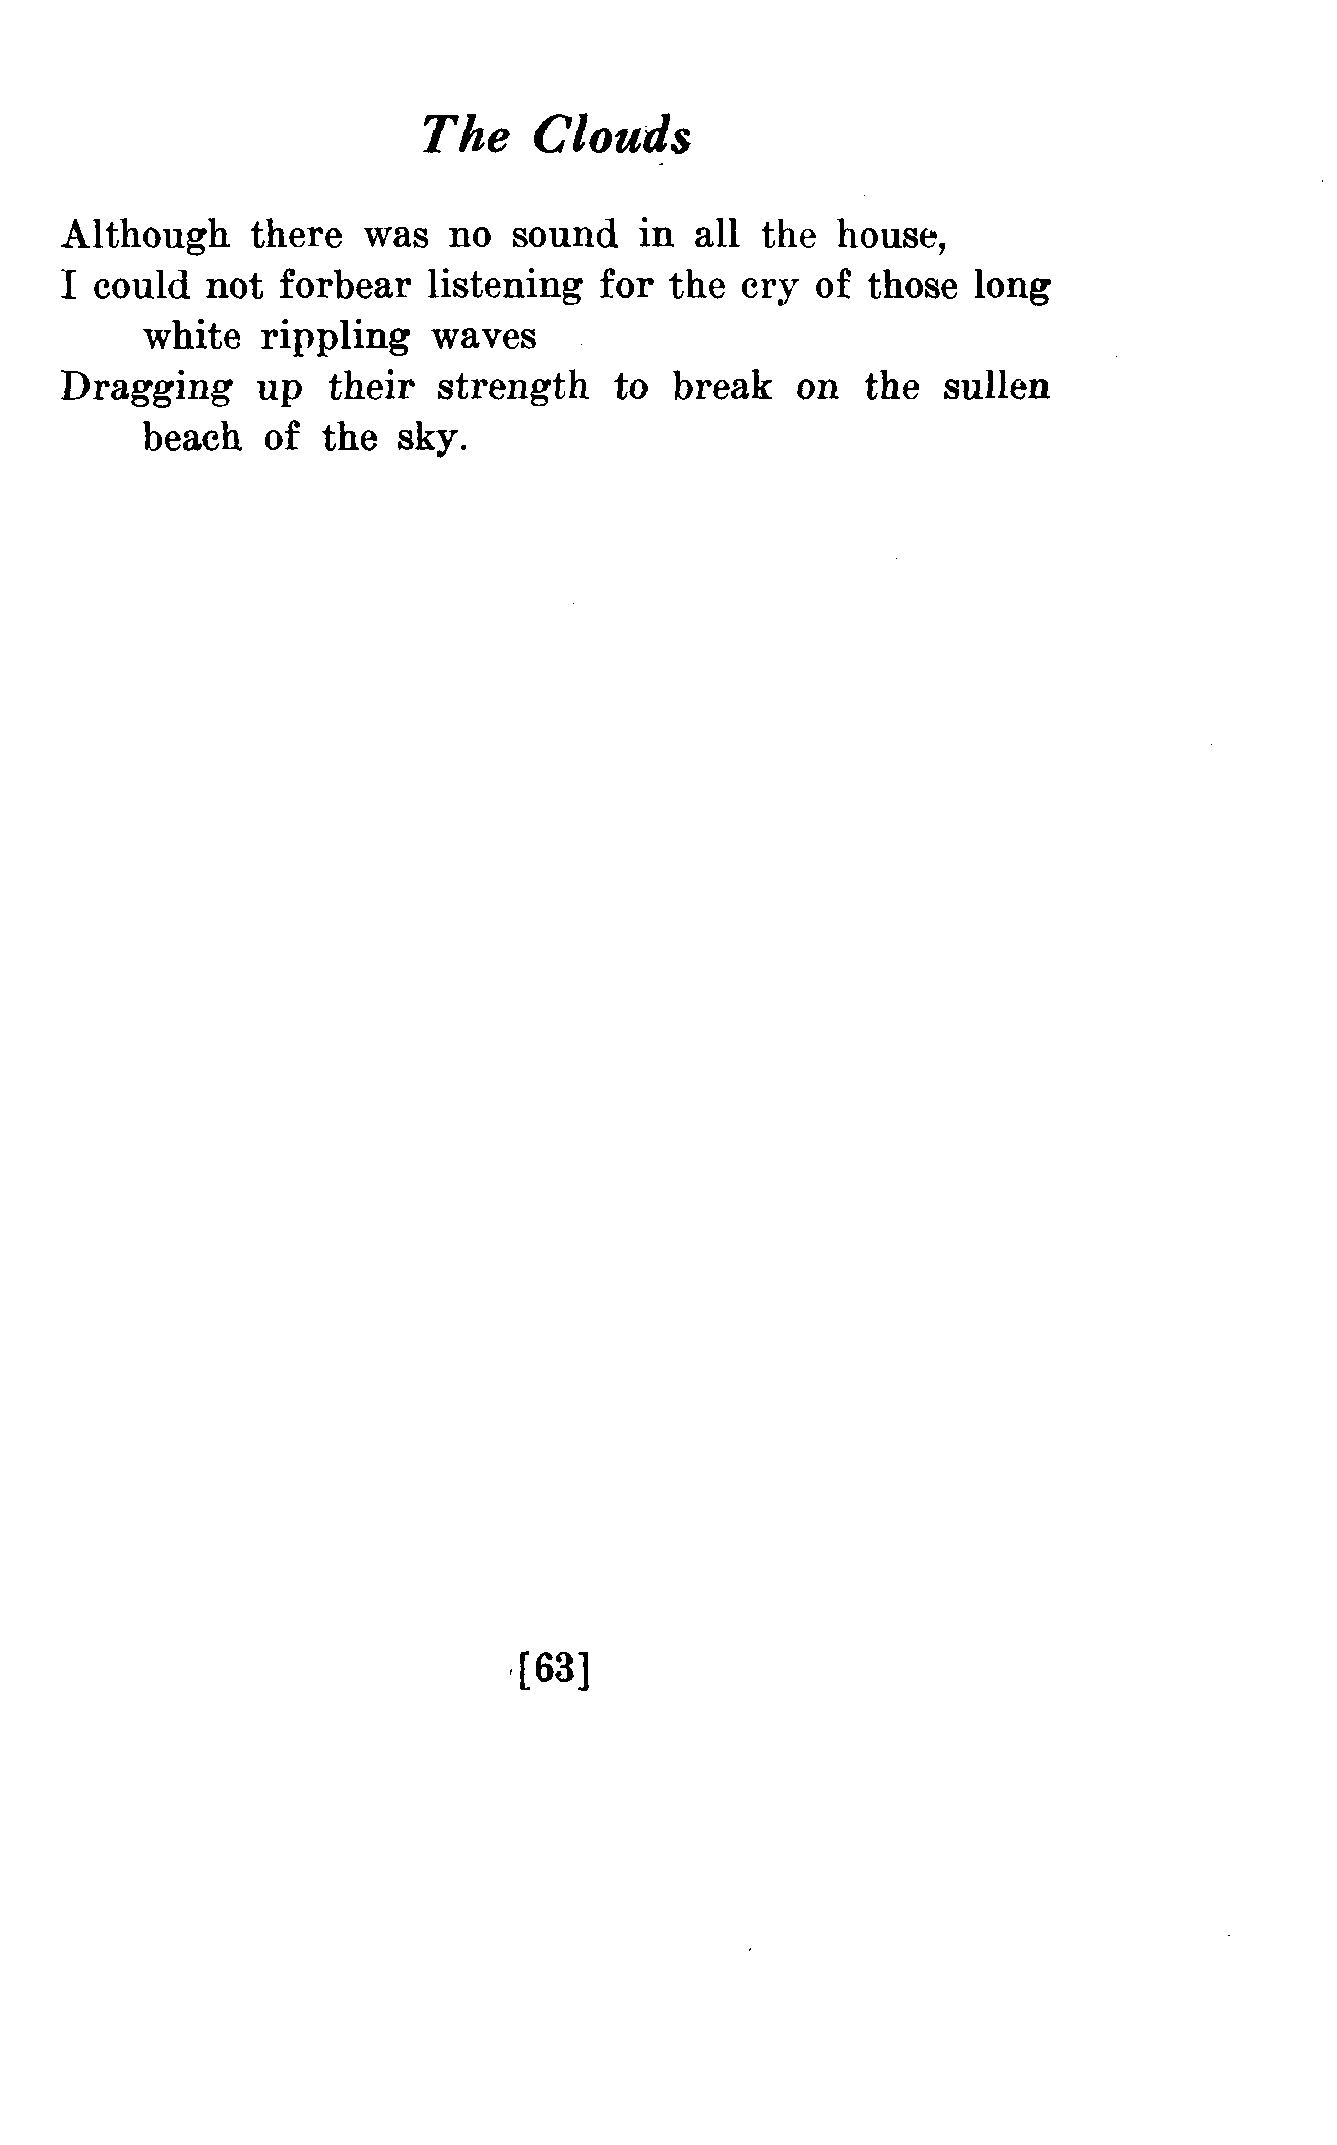 The Clouds
Although there was no sound in all the house,
I could not forbear listening for the cry of those long
white rippling waves
Dragging up their strength to break on the sullen
beach of the sky.
[63]